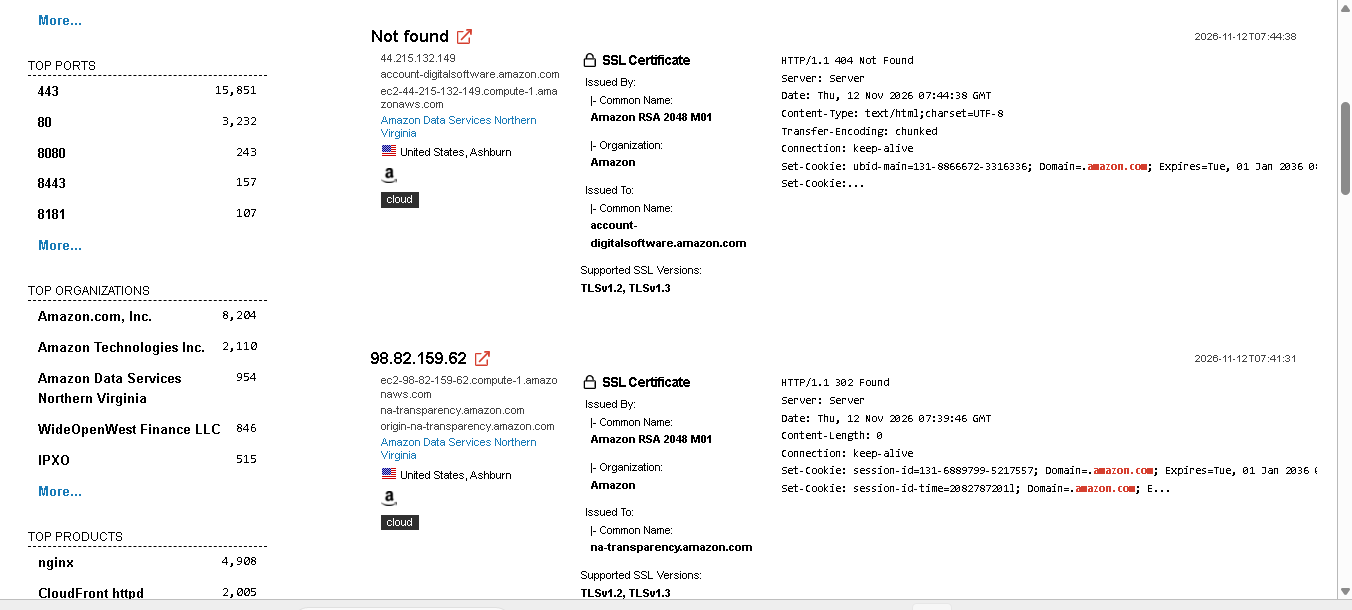 More...
TOP PORTS
443 15,851
80 3,232
8080 243
8443 157
8181 107
More...
TOP ORGANIZATIONS
Amazon.com, Inc. 8,204
Amazon Technologies Inc. 2,110
Amazon Data Services 954
Northern Virginia
WideOpenWest Finance LLC 846
IPXO 515
More...
TOP PRODUCTS
nginx 4,908
CloudFront httpd 2,005
Not found
2026-11-12T07:44:38
44.215.132.149
account-digitalsoftware.amazon.com
ec2-44-215-132-149.compute-1.ama
zonaws.com
Amazon Data Services Northern
Virginia
United States, Ashburn
a
cloud
SSL Certificate
Issued By:
|- Common Name:
Amazon RSA 2048 M01
|- Organization:
Amazon
Issued To:
|- Common Name:
account-
digitalsoftware.amazon.com
Supported SSL Versions:
TLSv1.2, TLSv1.3
HTTP/1.1 404 Not Found
Server: Server
Date: Thu, 12 Nov 2026 07:44:38 GMT
Content-Type: text/html;charset=UTF-8
Transfer-Encoding: chunked
Connection: keep-alive
Set-Cookie: ubid-main=131-8866672-3316336; Domain=.amazon.com; Expires=Tue, 01 Jan 2036 0
Set-Cookie:...
98.82.159.62
2026-11-12T07:41:31
ec2-98-82-159-62.compute-1.amazo
naws.com
na-transparency.amazon.com
origin-na-transparency.amazon.com
Amazon Data Services Northern
Virginia
United States, Ashburn
a
cloud
SSL Certificate
Issued By:
|- Common Name:
Amazon RSA 2048 M01
|- Organization:
Amazon
Issued To:
|- Common Name:
na-transparency.amazon.com
Supported SSL Versions:
TLSv1.2, TLSv1.3
HTTP/1.1 302 Found
Server: Server
Date: Thu, 12 Nov 2026 07:39:46 GMT
Content-Length: 0
Connection: keep-alive
Set-Cookie: session-id=131-6889799-5217557; Domain=.amazon.com; Expires=Tue, 01 Jan 2036
Set-Cookie: session-id-time=2082787201l; Domain=.amazon.com; E...